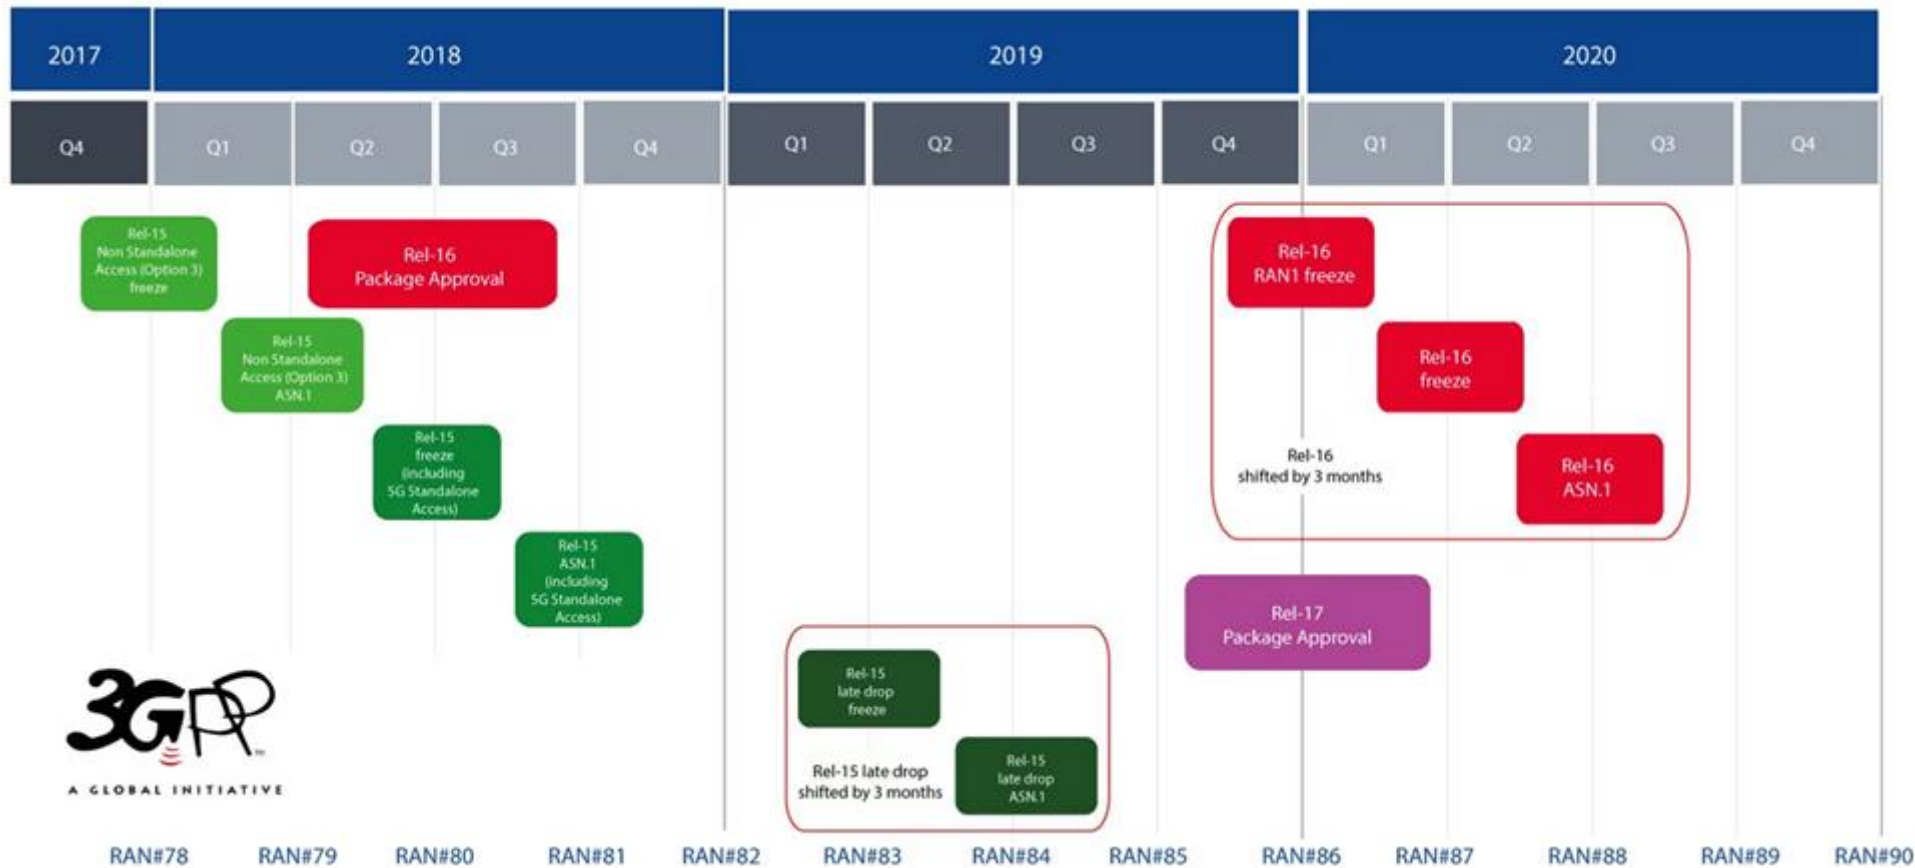 2017
2018
2019
2020
Q4
Q1
Q2
Q3
Q4
Q1
Q2
Q3
Q4
Q1
Q2
Q3
Q4
Rel-15
Non Standalone
Access (Option 3)
freeze
Rel-16
Package Approval
Rel-16
RAN1 freeze
Rel-15
Non Standalone
Access (Option 3)
ASN.1
Rel-16
freeze
Rel-15
freeze
(including
5G Standalone
Access)
Rel-16
shifted by 3 months
Rel-16
ASN.1
Rel-15
ASN.1
(including
5G Standalone
Access)
Rel-17
Package Approval
Rel-15
late drop
freeze
Rel-15 late drop
shifted by 3 months
Rel-15
late drop
ASN.1
3GPP
TM
A GLOBAL INITIATIVE
RAN#78
RAN#79
RAN#80
RAN#81
RAN#82
RAN#83
RAN#84
RAN#85
RAN#86
RAN#87
RAN#88
RAN#89
RAN#90